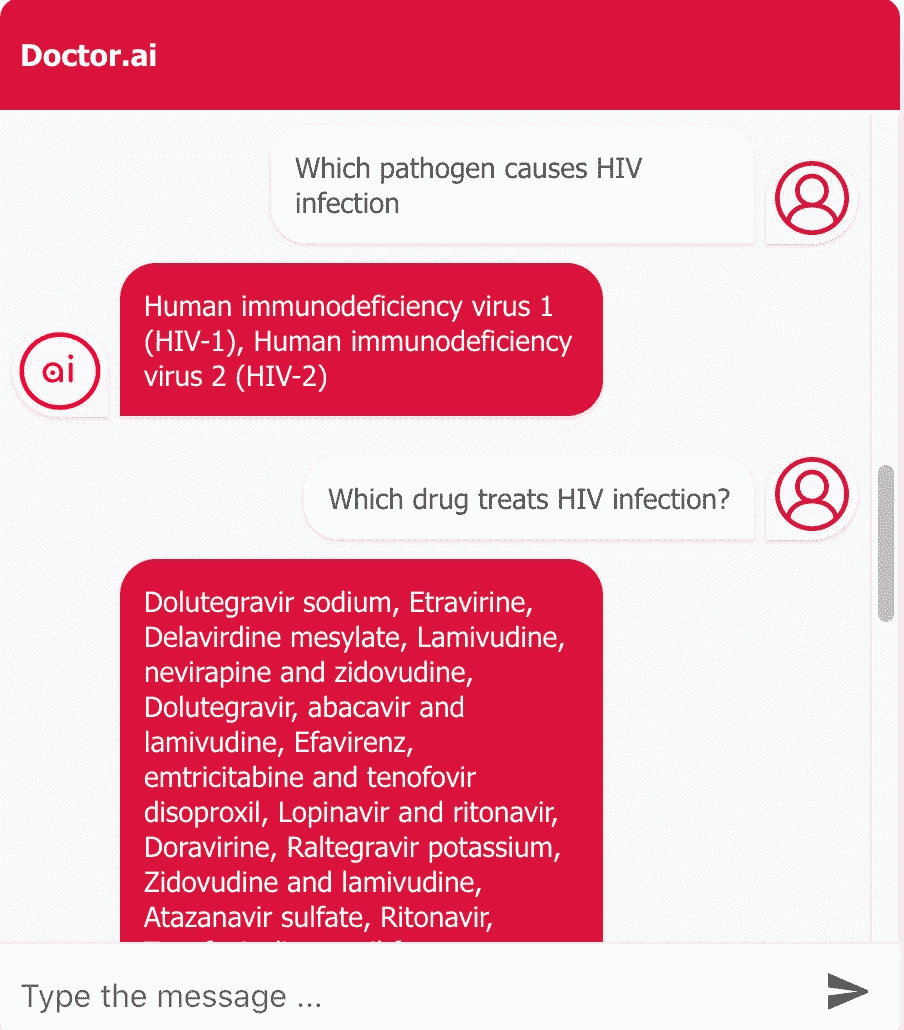 Doctor.ai
Which pathogen causes HIV
infection
Human immunodeficiency virus 1
(HIV-1), Human immunodeficiency
virus 2 (HIV-2)
ai
Which drug treats HIV infection?
Dolutegravir sodium, Etravirine,
Delavirdine mesylate, Lamivudine,
nevirapine and zidovudine,
Dolutegravir, abacavir and
lamivudine, Efavirenz,
emtricitabine and tenofovir
disoproxil, Lopinavir and ritonavir,
Doravirine, Raltegravir potassium,
Zidovudine and lamivudine,
Atazanavir sulfate, Ritonavir,
Type the message ...